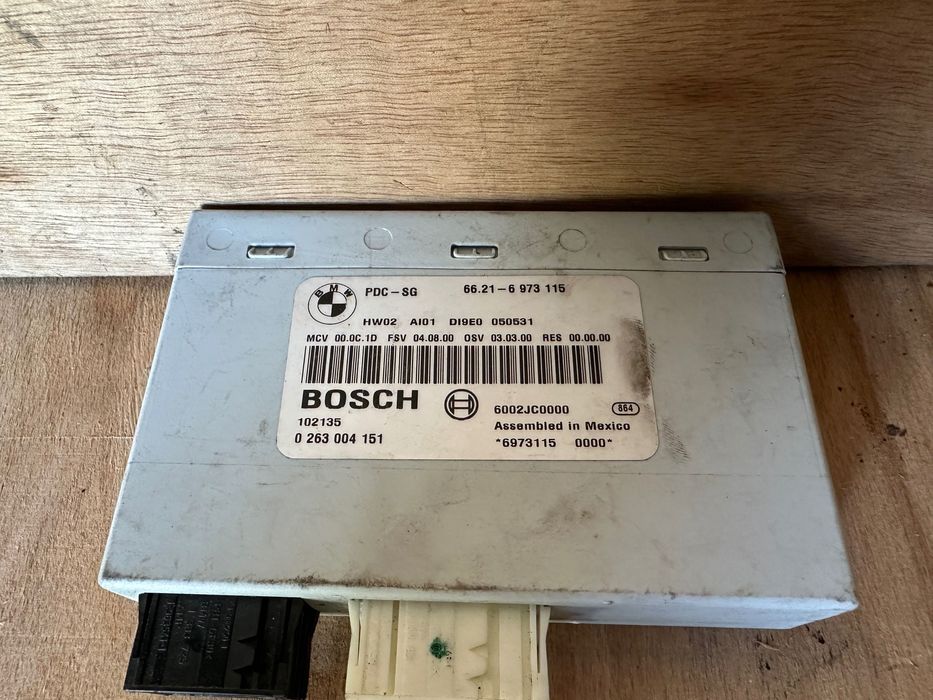 BMW
PDC-SG 66.21-6 973 115
HW02 AI01 DI9E0 050531
MCV 00.0C.1D FSV 04.08.00 OSV 03.03.00 RES 00.00.00
BOSCH 6002JC0000 864
102135 Assembled in Mexico
0 263 004 151 *6973115 0000*